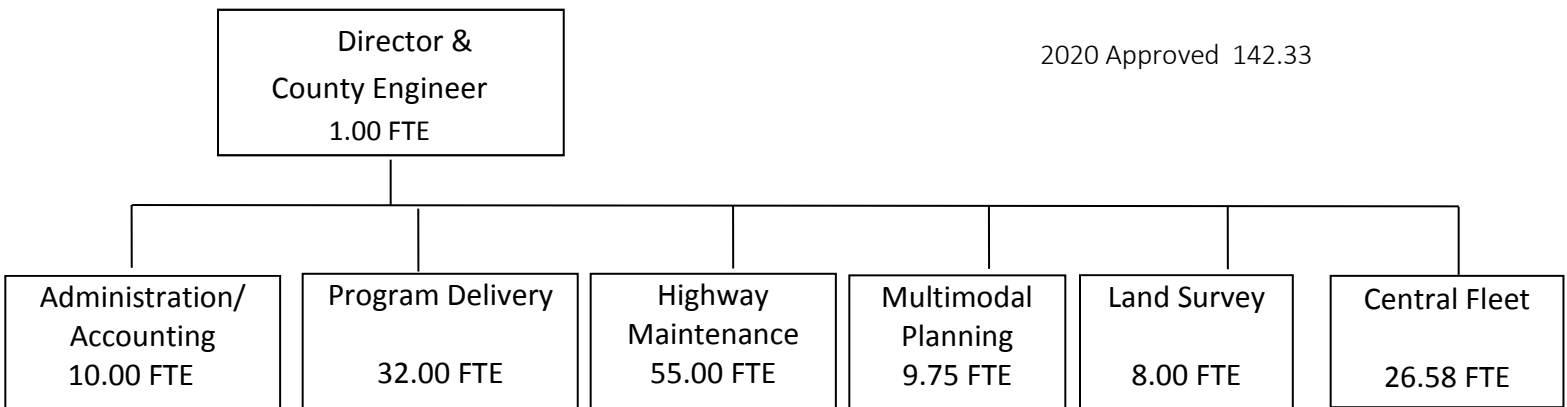 Director &
County Engineer
1.00 FTE
2020 Approved 142.33
Administration/
Accounting
10.00 FTE
Program Delivery
32.00 FTE
Highway
Maintenance
55.00 FTE
Multimodal
Planning
9.75 FTE
Land Survey
8.00 FTE
Central Fleet
26.58 FTE